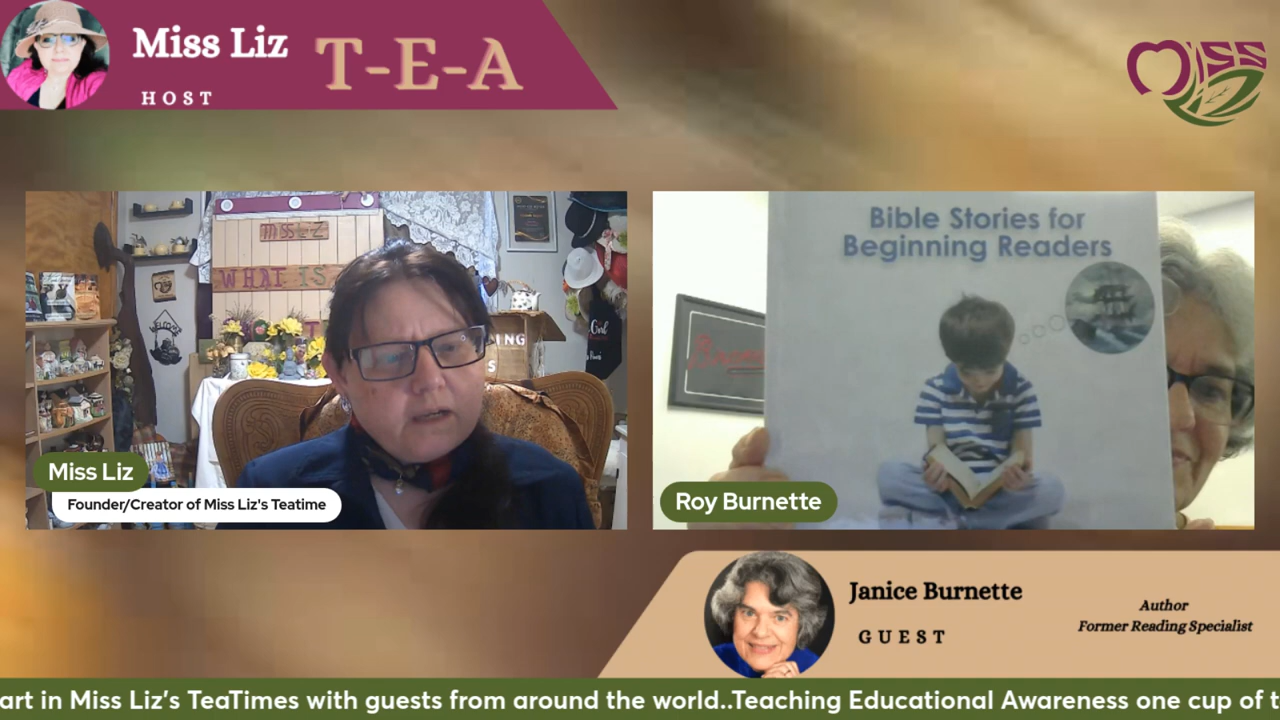 Miss Liz
T-E-A
HOST
MISS
MISS LIZ
WHAT IS
Girl
Miss Liz
Founder/Creator of Miss Liz's Teatime
Bible Stories for
Beginning Readers
Roy Burnette
Janice Burnette
GUEST
Author
Former Reading Specialist
art in Miss Liz's TeaTimes with guests from around the world..Teaching Educational Awareness one cup of t